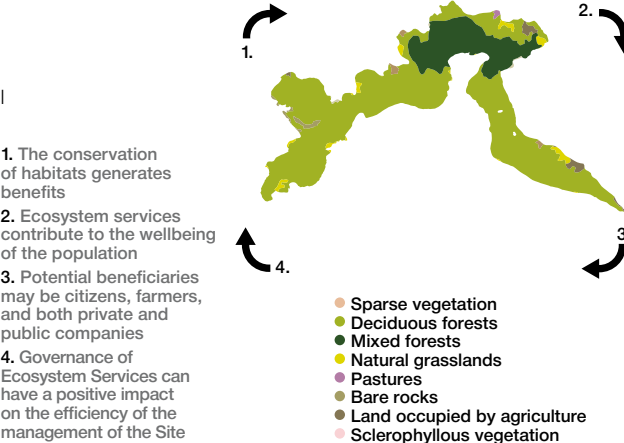 1.
2.
3
4.
l
1. The conservation
of habitats generates
benefits
2. Ecosystem services
contribute to the wellbeing
of the population
3. Potential beneficiaries
may be citizens, farmers,
and both private and
public companies
4. Governance of
Ecosystem Services can
have a positive impact
on the efficiency of the
management of the Site
Sparse vegetation
Deciduous forests
Mixed forests
Natural grasslands
Pastures
Bare rocks
Land occupied by agriculture
Sclerophyllous vegetation